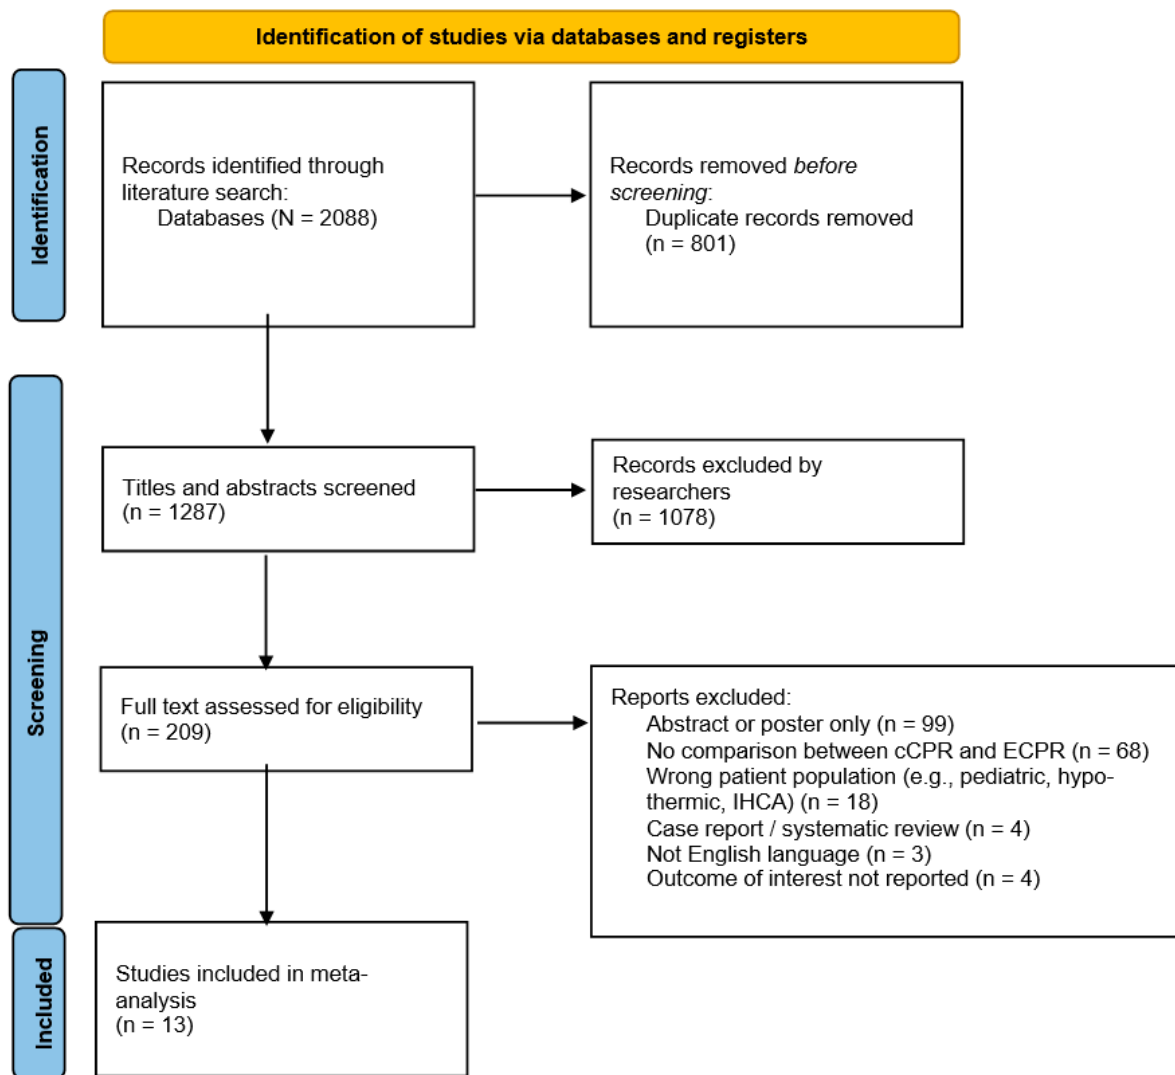 Identification of studies via databases and registers
Identification
Records identified through
literature search:
Databases (N = 2088)
Records removed before
screening:
Duplicate records removed
(n = 801)
Screening
Titles and abstracts screened
(n = 1287)
Records excluded by
researchers
(n = 1078)
Full text assessed for eligibility
(n = 209)
Reports excluded:
Abstract or poster only (n = 99)
No comparison between cCPR and ECPR (n = 68)
Wrong patient population (e.g., pediatric, hypo-
thermic, IHCA) (n = 18)
Case report / systematic review (n = 4)
Not English language (n = 3)
Outcome of interest not reported (n = 4)
Included
Studies included in meta-
analysis
(n = 13)